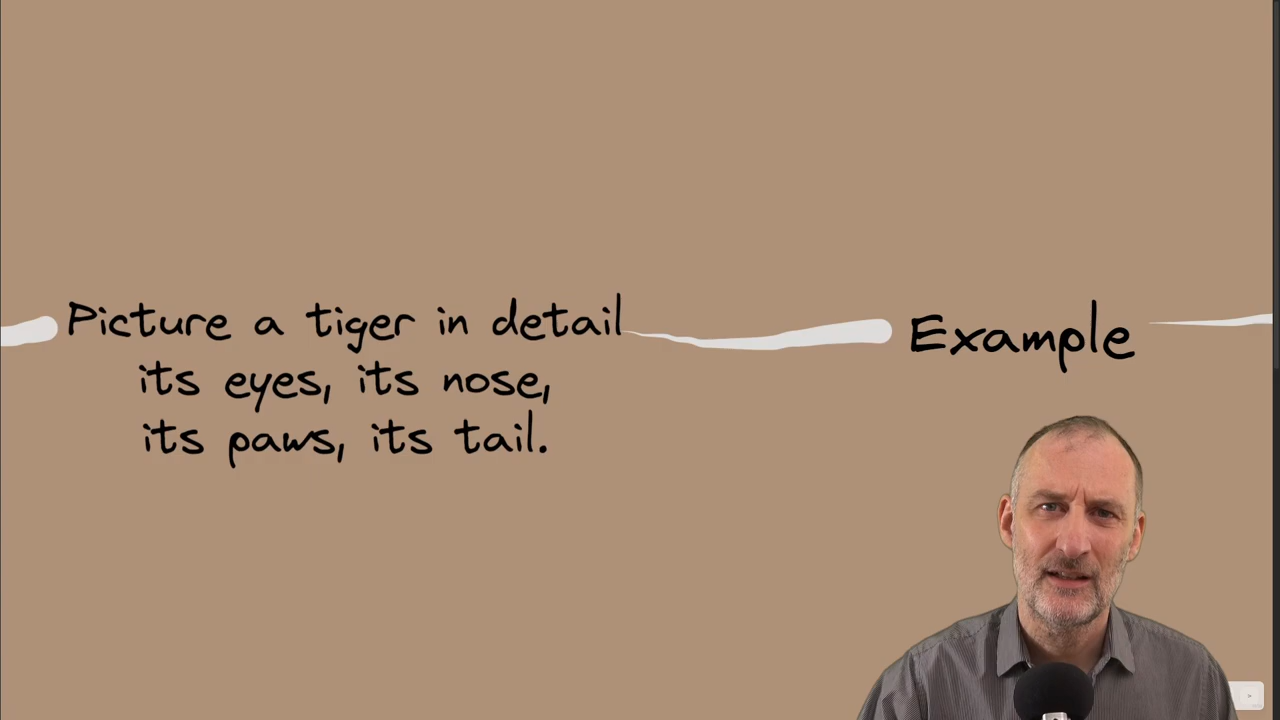 Picture a tiger in detail
its eyes, its nose,
its paws, its tail.
Example